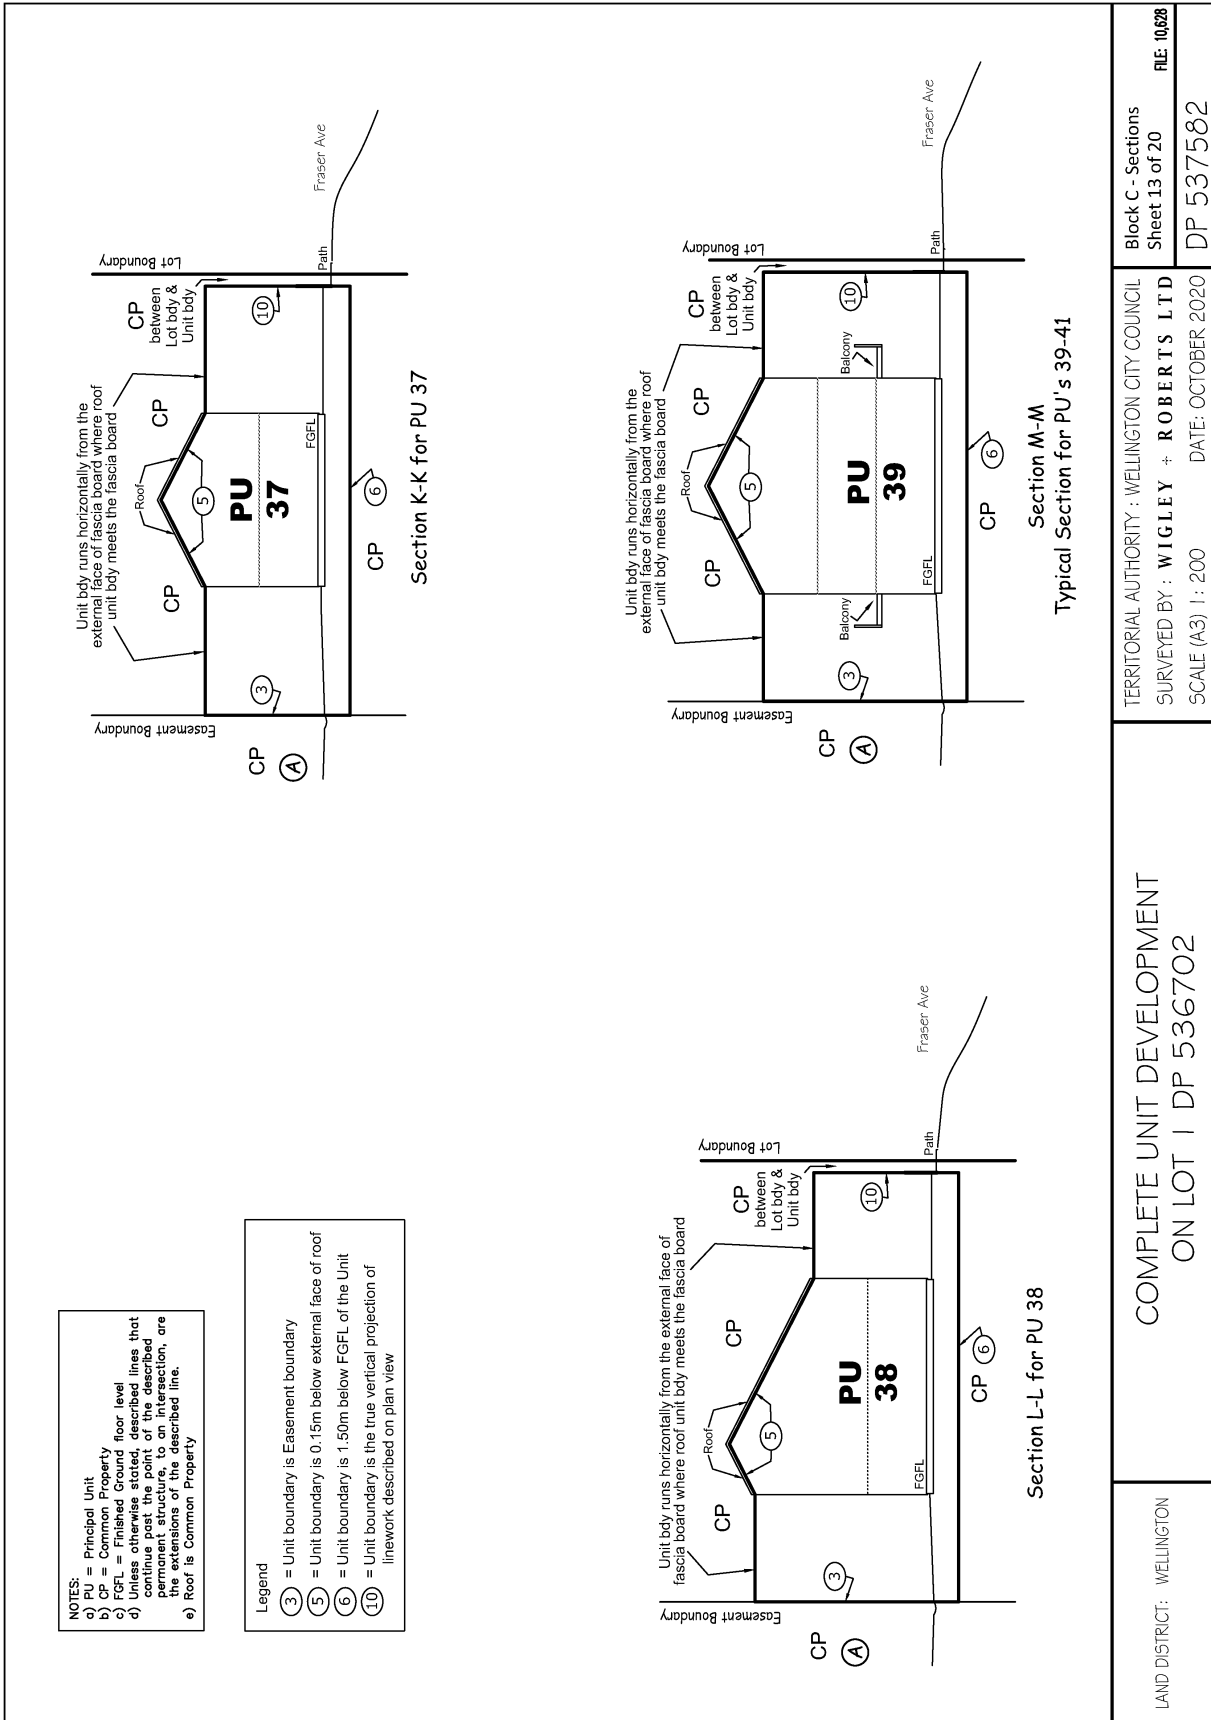 NOTES:
a) PU = Principal Unit
b) CP = Common Property
c) FGFL = Finished Ground floor level
d) Unless otherwise stated, described lines that
continue past the point of the described
permanent structure, to an intersection, are
the extensions of the described line.
e) Roof is Common Property
Legend
3 = Unit boundary is Easement boundary
5 = Unit boundary is 0.15m below external face of roof
6 = Unit boundary is 1.50m below FGFL of the Unit
10 = Unit boundary is the true vertical projection of
linework described on plan view
Unit bdy runs horizontally from the
external face of fascia board where roof
unit bdy meets the fascia board
Easement Boundary
Lot Boundary
CP
A
3
CP
Roof
CP
5
PU
37
FGFL
CP
between
Lot bdy &
Unit bdy
10
Path
Fraser Ave
CP
6
Section K-K for PU 37
Unit bdy runs horizontally from the external face of
fascia board where roof unit bdy meets the fascia board
Easement Boundary
Lot Boundary
CP
A
3
CP
Roof
CP
5
PU
38
FGFL
CP
between
Lot bdy &
Unit bdy
10
Path
Fraser Ave
CP
6
Section L-L for PU 38
Unit bdy runs horizontally from the
external face of fascia board where roof
unit bdy meets the fascia board
Easement Boundary
Lot Boundary
CP
A
3
CP
Roof
CP
5
Balcony
PU
39
Balcony
FGFL
CP
between
Lot bdy &
Unit bdy
10
Path
Fraser Ave
CP
6
Section M-M
Typical Section for PU's 39-41
LAND DISTRICT: WELLINGTON
COMPLETE UNIT DEVELOPMENT
ON LOT 1 DP 536702
TERRITORIAL AUTHORITY : WELLINGTON CITY COUNCIL
SURVEYED BY : WIGLEY + ROBERTS LTD
SCALE (A3) 1: 200 DATE: OCTOBER 2020
Block C - Sections
Sheet 13 of 20 FILE: 10,628
DP 537582